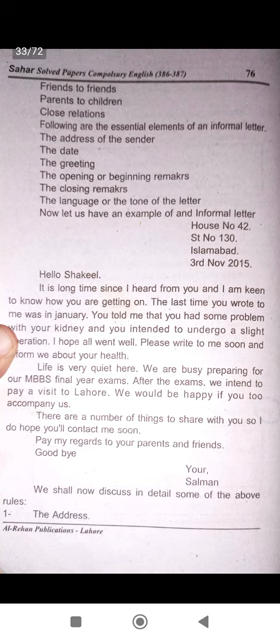 33/72
Sahar Solved Papers Compolsury English (386-387) 76
Friends to friends
Parents to children
Close relations
Following are the essential elements of an informal letter.
The address of the sender
The date
The greeting
The opening or beginning remakrs
The closing remakrs
The language or the tone of the letter
Now let us have an example of and Informal letter
House No 42.
St No 130.
Islamabad.
3rd Nov 2015.
Hello Shakeel.
It is long time since I heard from you and I am keen
to know how you are getting on. The last time you wrote to
me was in january. You told me that you had some problem
with your kidney and you intended to undergo a slight
eration. I hope all went well. Please write to me soon and
form we about your health.
Life is very quiet here. We are busy preparing for
our MBBS final year exams. After the exams, we intend to
pay a visit to Lahore. We would be happy if you too
accompany us.
There are a number of things to share with you so I
do hope you'll contact me soon.
Pay my regards to your parents and friends.
Good bye
Your,
Salman
We shall now discuss in detail some of the above
rules:
1- The Address.
Al-Rehan Publications - Lahore